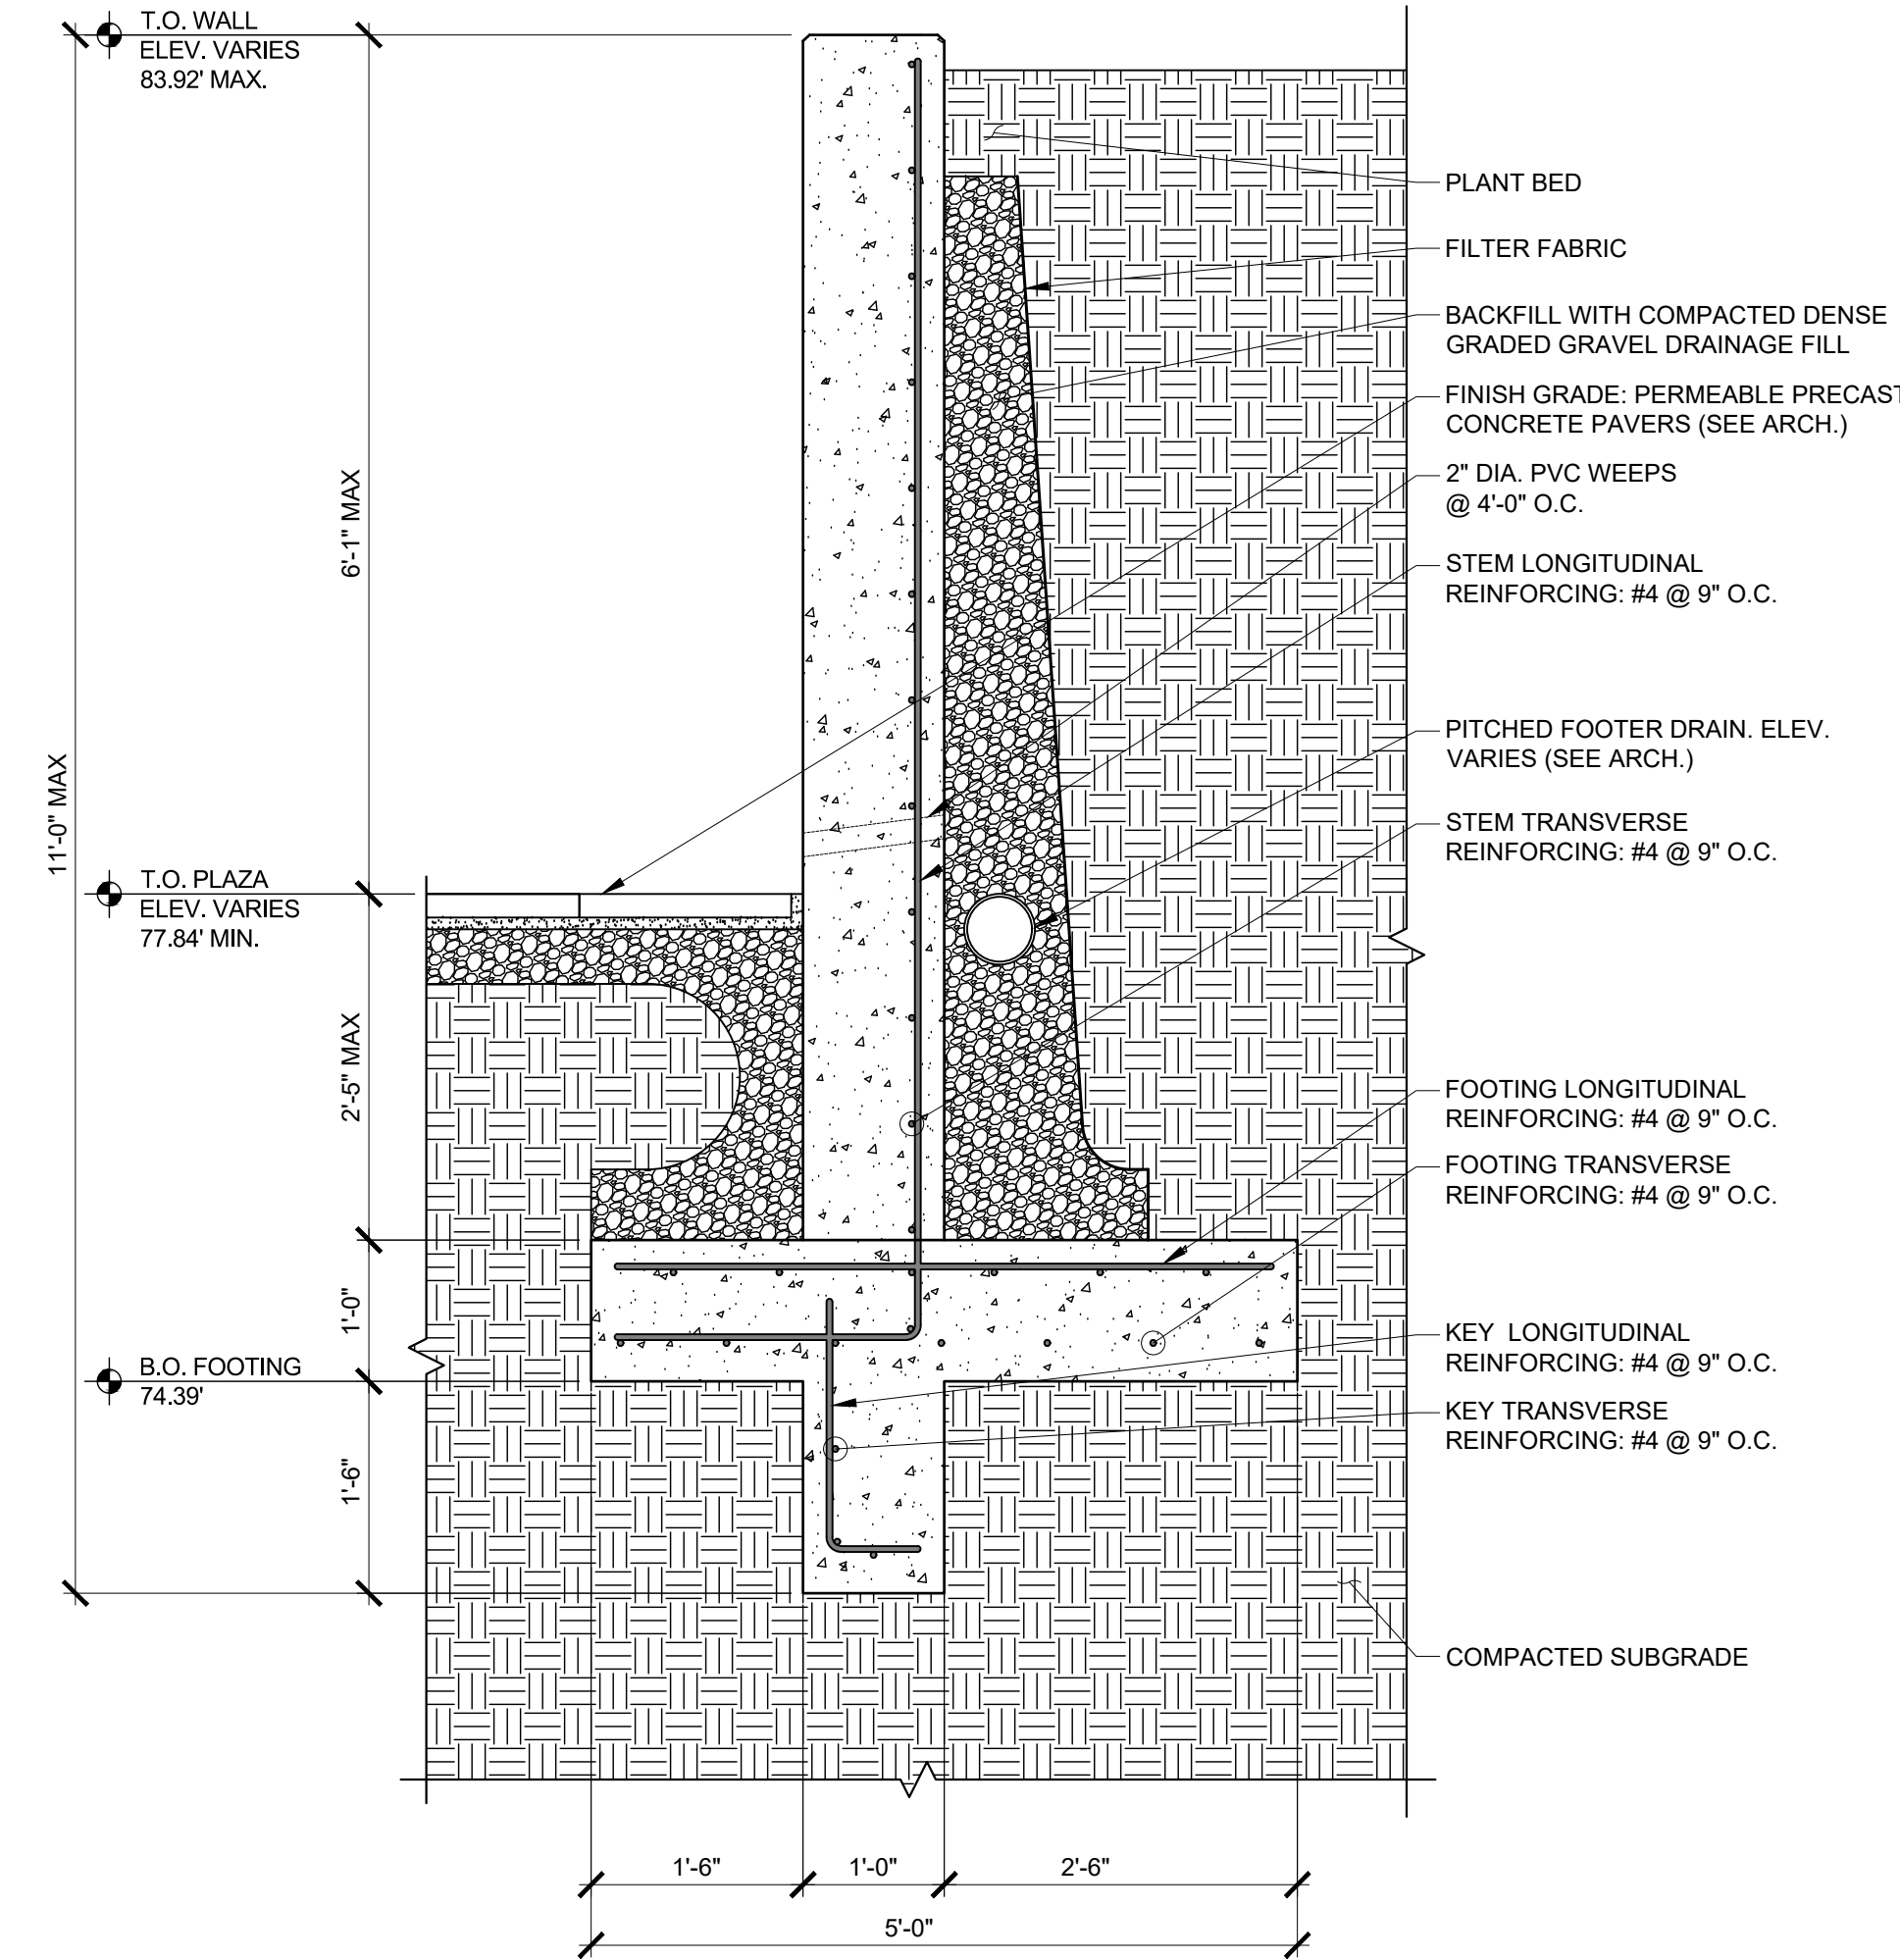 T.O. WALL
ELEV. VARIES
83.92' MAX.
6'-1" MAX
11'-0" MAX
T.O. PLAZA
ELEV. VARIES
77.84' MIN.
2'-5" MAX
1'-0"
B.O. FOOTING
74.39'
1'-6"
PLANT BED
FILTER FABRIC
BACKFILL WITH COMPACTED DENSE
GRADED GRAVEL DRAINAGE FILL
FINISH GRADE: PERMEABLE PRECAST
CONCRETE PAVERS (SEE ARCH.)
2" DIA. PVC WEEPS
@ 4'-0" O.C.
STEM LONGITUDINAL
REINFORCING: #4 @ 9" O.C.
PITCHED FOOTER DRAIN. ELEV.
VARIES (SEE ARCH.)
STEM TRANSVERSE
REINFORCING: #4 @ 9" O.C.
FOOTING LONGITUDINAL
REINFORCING: #4 @ 9" O.C.
FOOTING TRANSVERSE
REINFORCING: #4 @ 9" O.C.
KEY LONGITUDINAL
REINFORCING: #4 @ 9" O.C.
KEY TRANSVERSE
REINFORCING: #4 @ 9" O.C.
COMPACTED SUBGRADE
1'-6"
1'-0"
2'-6"
5'-0"